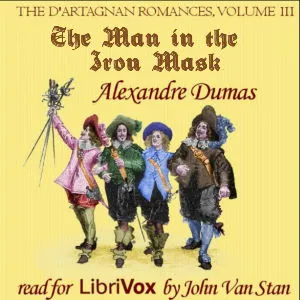 THE D'ARTAGNAN ROMANCES, VOLUME III
The Man in the
Iron Mask
Alexandre Dumas
read for LibriVox by John Van Stan